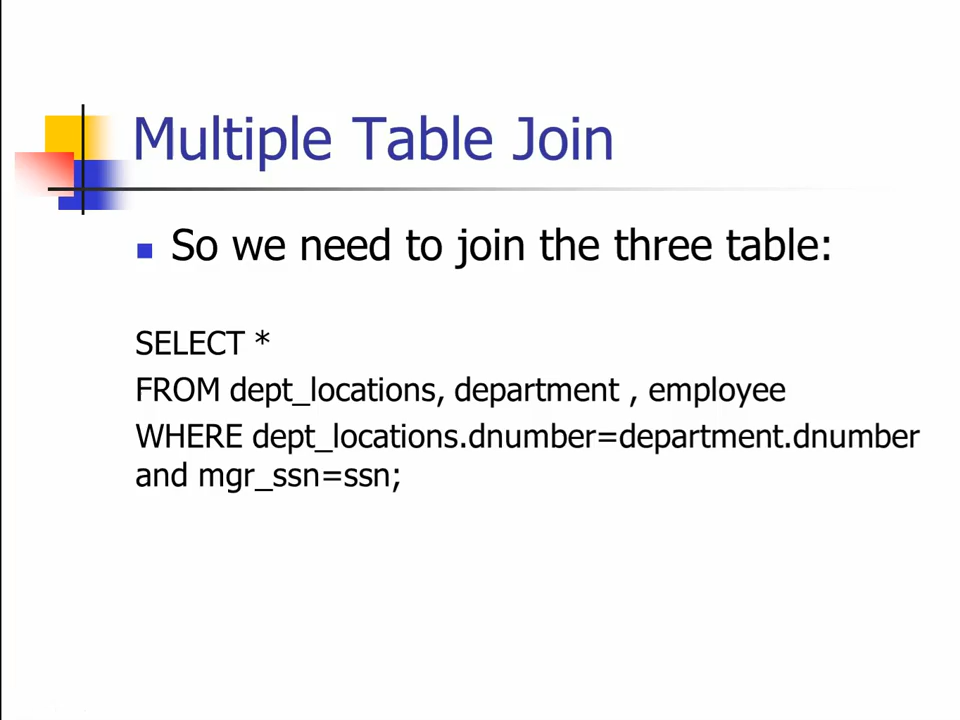 Multiple Table Join
So we need to join the three table:
SELECT *
FROM dept_locations, department , employee
WHERE dept_locations.dnumber=department.dnumber
and mgr_ssn=ssn;